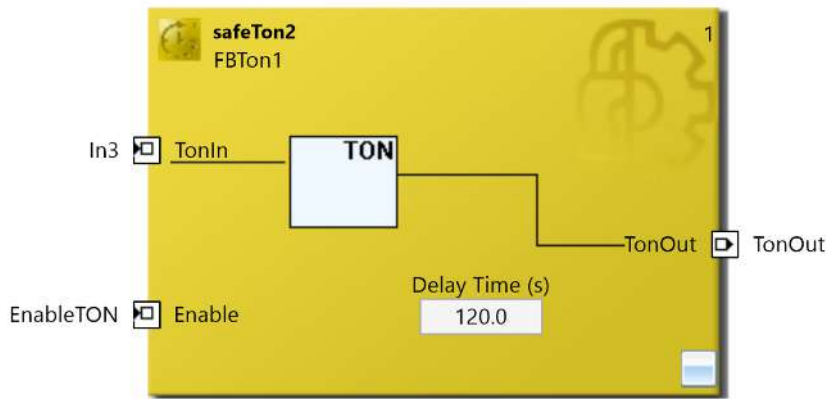 safeTon2
1
FBTon1
In3 TonIn TON
TonOut TonOut
Delay Time (s)
EnableTON Enable 120.0